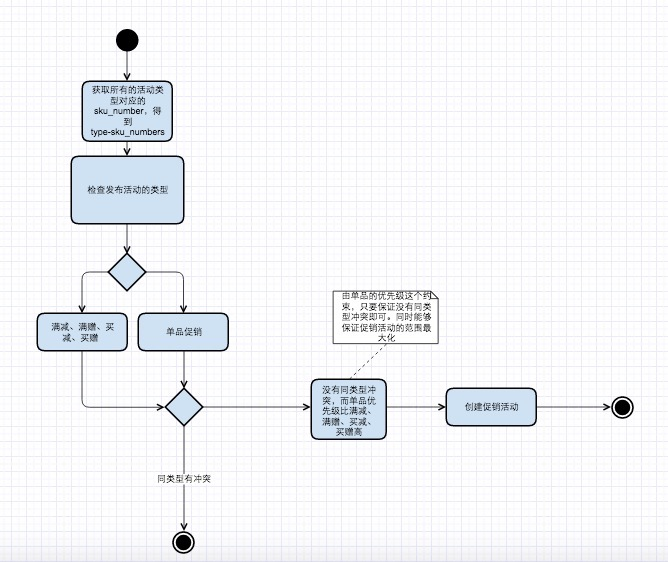 获取所有的活动类
型对应的
sku_number，得
到
type-sku_numbers
检查发布活动的类型
满减、满赠、买
减、买赠
单品促销
由单品的优先级这个约
束，只要保证没有同类
型冲突即可。同时能够
保证促销活动的范围最
大化
没有同类型冲
突，而单品优
先级比满减、
满赠、买减、
买赠高
创建促销活动
同类型有冲突